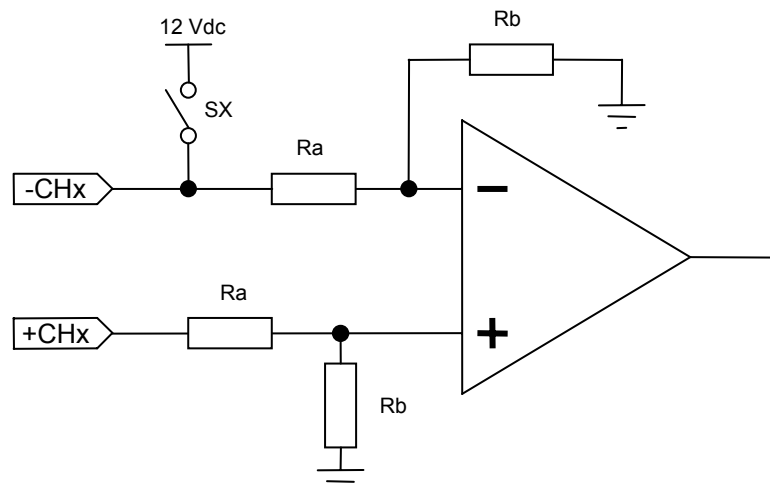 12 Vdc
Rb
SX
Ra
-CHx
Ra
+CHx
Rb